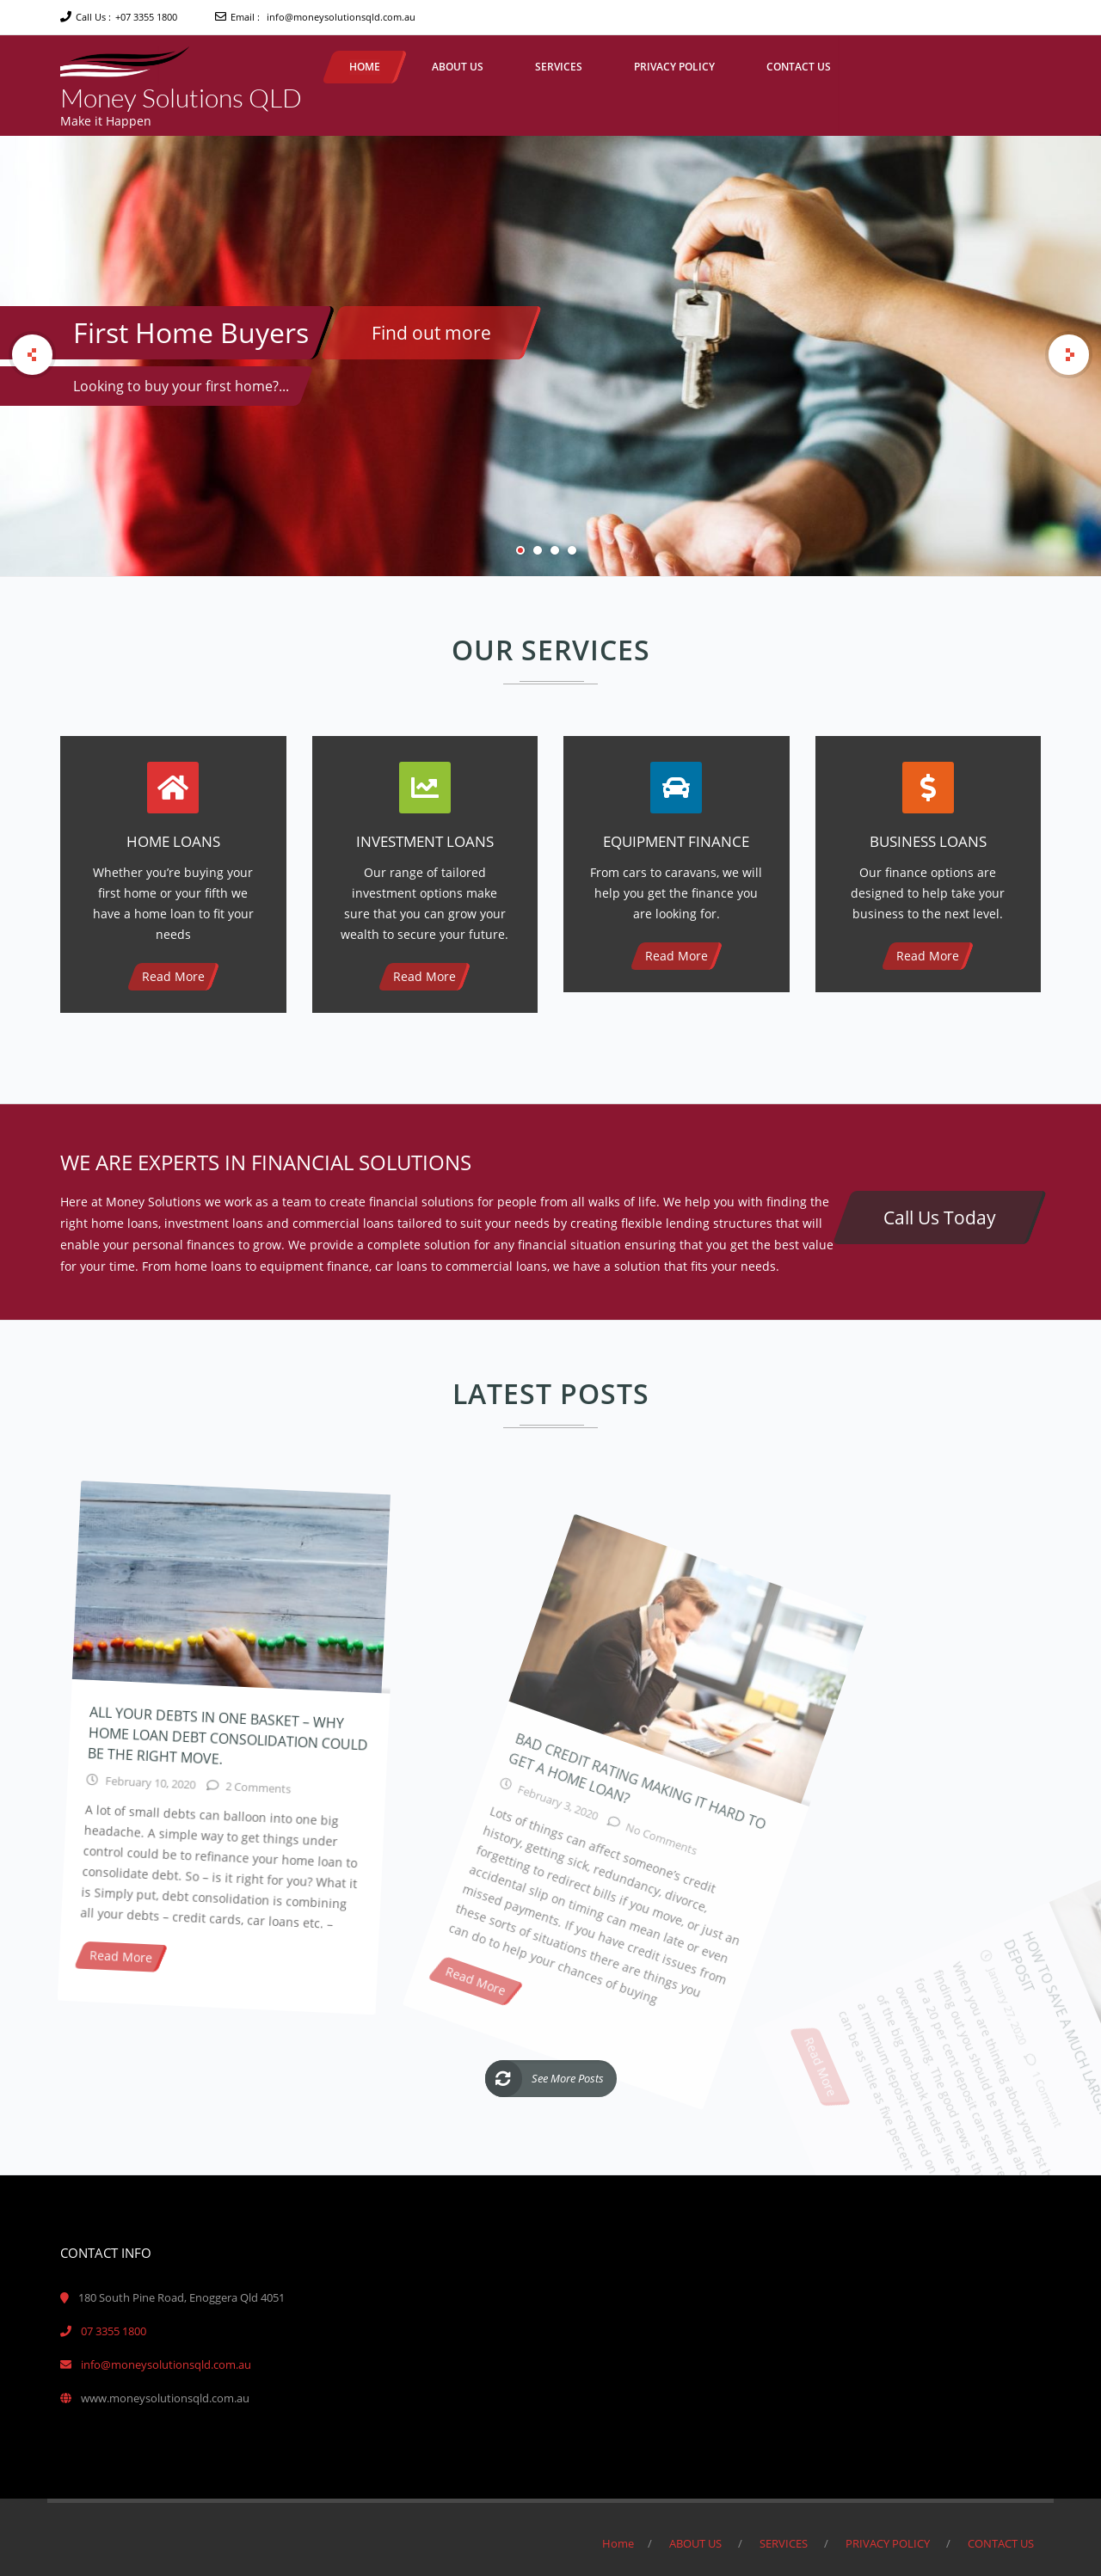 Call Us : +07 3355 1800
Email : info@moneysolutionsqld.com.au
Money Solutions QLD
Make it Happen
HOME
ABOUT US
SERVICES
PRIVACY POLICY
CONTACT US
First Home Buyers
Find out more
Looking to buy your first home?...
OUR SERVICES
HOME LOANS
Whether you're buying your
first home or your fifth we
have a home loan to fit your
needs
Read More
INVESTMENT LOANS
Our range of tailored
investment options make
sure that you can grow your
wealth to secure your future.
Read More
EQUIPMENT FINANCE
From cars to caravans, we will
help you get the finance you
are looking for.
Read More
BUSINESS LOANS
Our finance options are
designed to help take your
business to the next level.
Read More
WE ARE EXPERTS IN FINANCIAL SOLUTIONS
Here at Money Solutions we work as a team to create financial solutions for people from all walks of life. We help you with finding the
right home loans, investment loans and commercial loans tailored to suit your needs by creating flexible lending structures that will
enable your personal finances to grow. We provide a complete solution for any financial situation ensuring that you get the best value
for your time. From home loans to equipment finance, car loans to commercial loans, we have a solution that fits your needs.
Call Us Today
LATEST POSTS
ALL YOUR DEBTS IN ONE BASKET – WHY
HOME LOAN DEBT CONSOLIDATION COULD
BE THE RIGHT MOVE.
February 10, 2020 2 Comments
A lot of small debts can balloon into one big
headache. A simple way to get things under
control could be to refinance your home loan to
consolidate debt. So – is it right for you? What it
is Simply put, debt consolidation is combining
all your debts – credit cards, car loans etc. –
Read More
BAD CREDIT RATING MAKING IT HARD TO
GET A HOME LOAN?
February 3, 2020 No Comments
Lots of things can affect someone's credit
history, getting sick, redundancy, divorce,
forgetting to redirect bills if you move, or just an
accidental slip on timing can mean late or even
missed payments. If you have credit issues from
these sorts of situations there are things you
can do to help your chances of buying
Read More
HOW TO SAVE A MUCH LARGER
DEPOSIT
January 27, 2020 Comment
When you are thinking about your first
finding out you should be thinking
for a 20 per cent deposit can seem
overwhelming. The good news is
of the big non-bank lenders like
a minimum deposit required on
can be as little as five percent
Read More
See More Posts
CONTACT INFO
180 South Pine Road, Enoggera Qld 4051
07 3355 1800
info@moneysolutionsqld.com.au
www.moneysolutionsqld.com.au
Home / ABOUT US / SERVICES / PRIVACY POLICY / CONTACT US